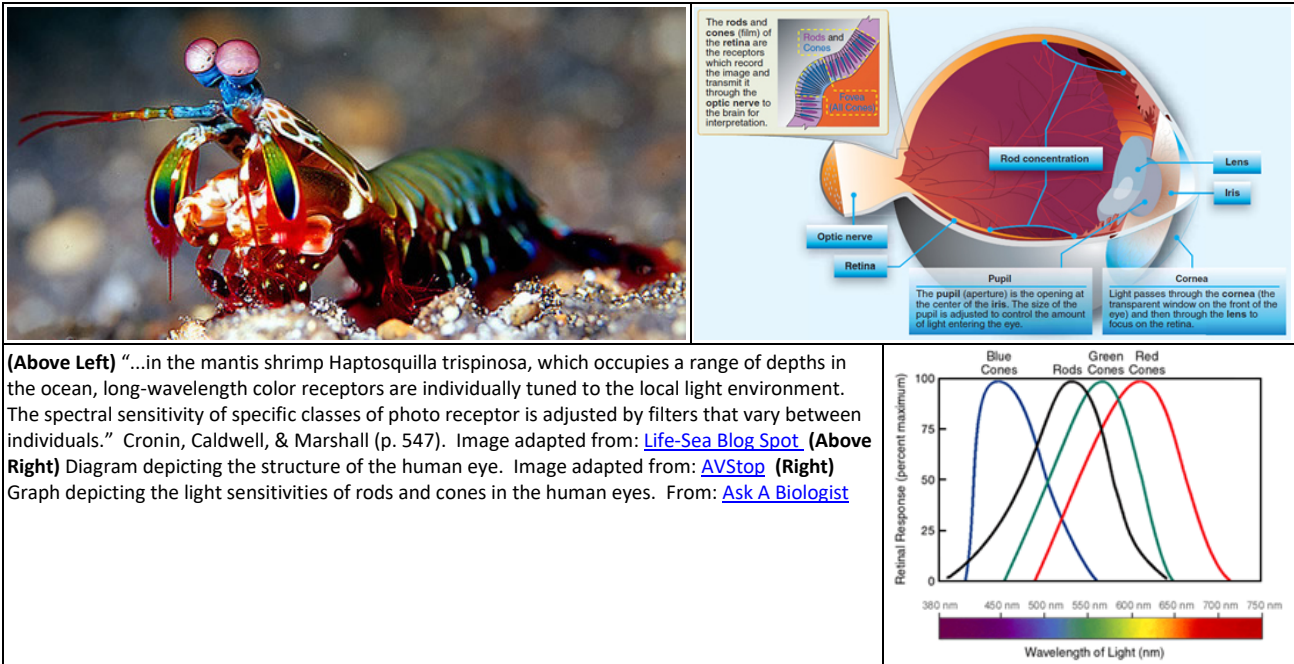 The rods and
cones (film) of
the retina are
the receptors
which record
the image and
transmit it
through the
optic nerve to
the brain for
interpretation.
Rods and
Cones
Fovea
(All Cones)
Rod concentration
Lens
Iris
Optic nerve
Retina
Pupil
The pupil (aperture) is the opening at
the center of the iris. The size of the
pupil is adjusted to control the amount
of light entering the eye.
Cornea
Light passes through the cornea (the
transparent window on the front of the
eye) and then through the lens to
focus on the retina.
(Above Left) “...in the mantis shrimp Haptosquilla trispinosa, which occupies a range of depths in
the ocean, long-wavelength color receptors are individually tuned to the local light environment.
The spectral sensitivity of specific classes of photo receptor is adjusted by filters that vary between
individuals.” Cronin, Caldwell, & Marshall (p. 547). Image adapted from: Life-Sea Blog Spot (Above
Right) Diagram depicting the structure of the human eye. Image adapted from: AVStop (Right)
Graph depicting the light sensitivities of rods and cones in the human eyes. From: Ask A Biologist
Blue Cones
Rods
Green Cones
Red Cones
Retinal Response (percent maximum)
100
75
50
25
0
380 nm 450 nm 500 nm 550 nm 600 nm 650 nm 700 nm 750 nm
Wavelength of Light (nm)